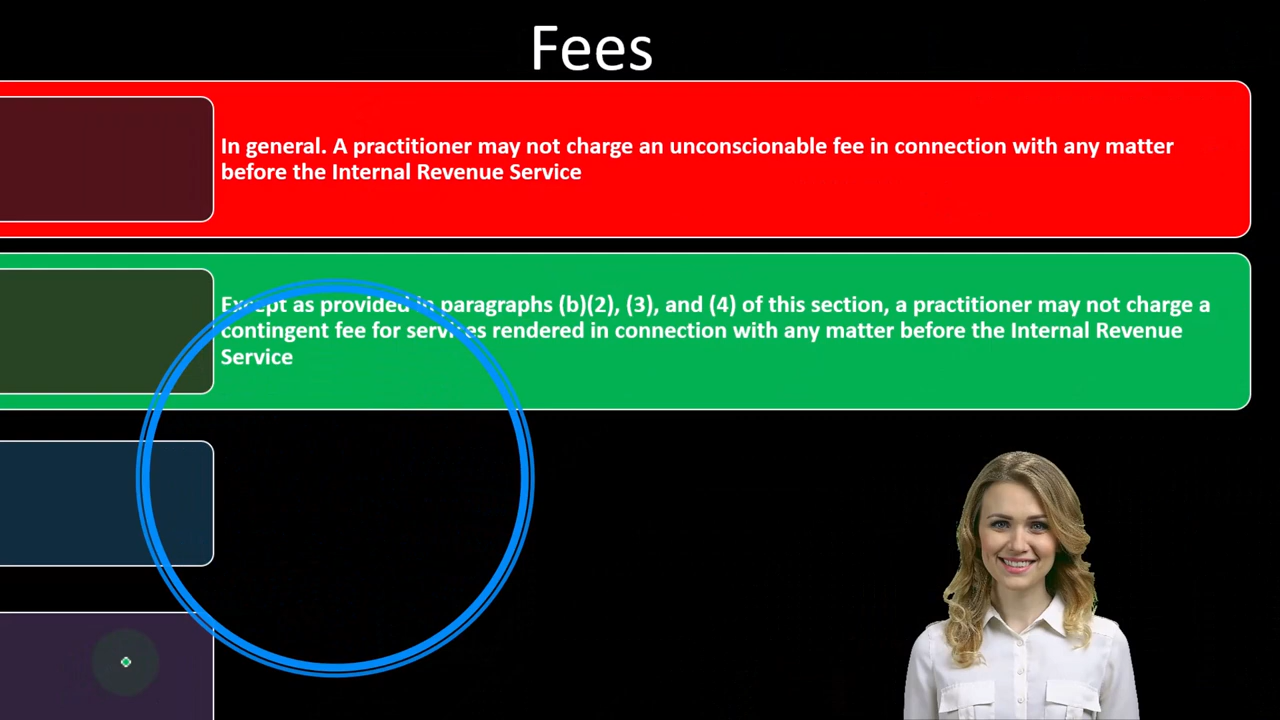 Fees
In general. A practitioner may not charge an unconscionable fee in connection with any matter
before the Internal Revenue Service
Except as provided in paragraphs (b)(2), (3), and (4) of this section, a practitioner may not charge a
contingent fee for services rendered in connection with any matter before the Internal Revenue
Service